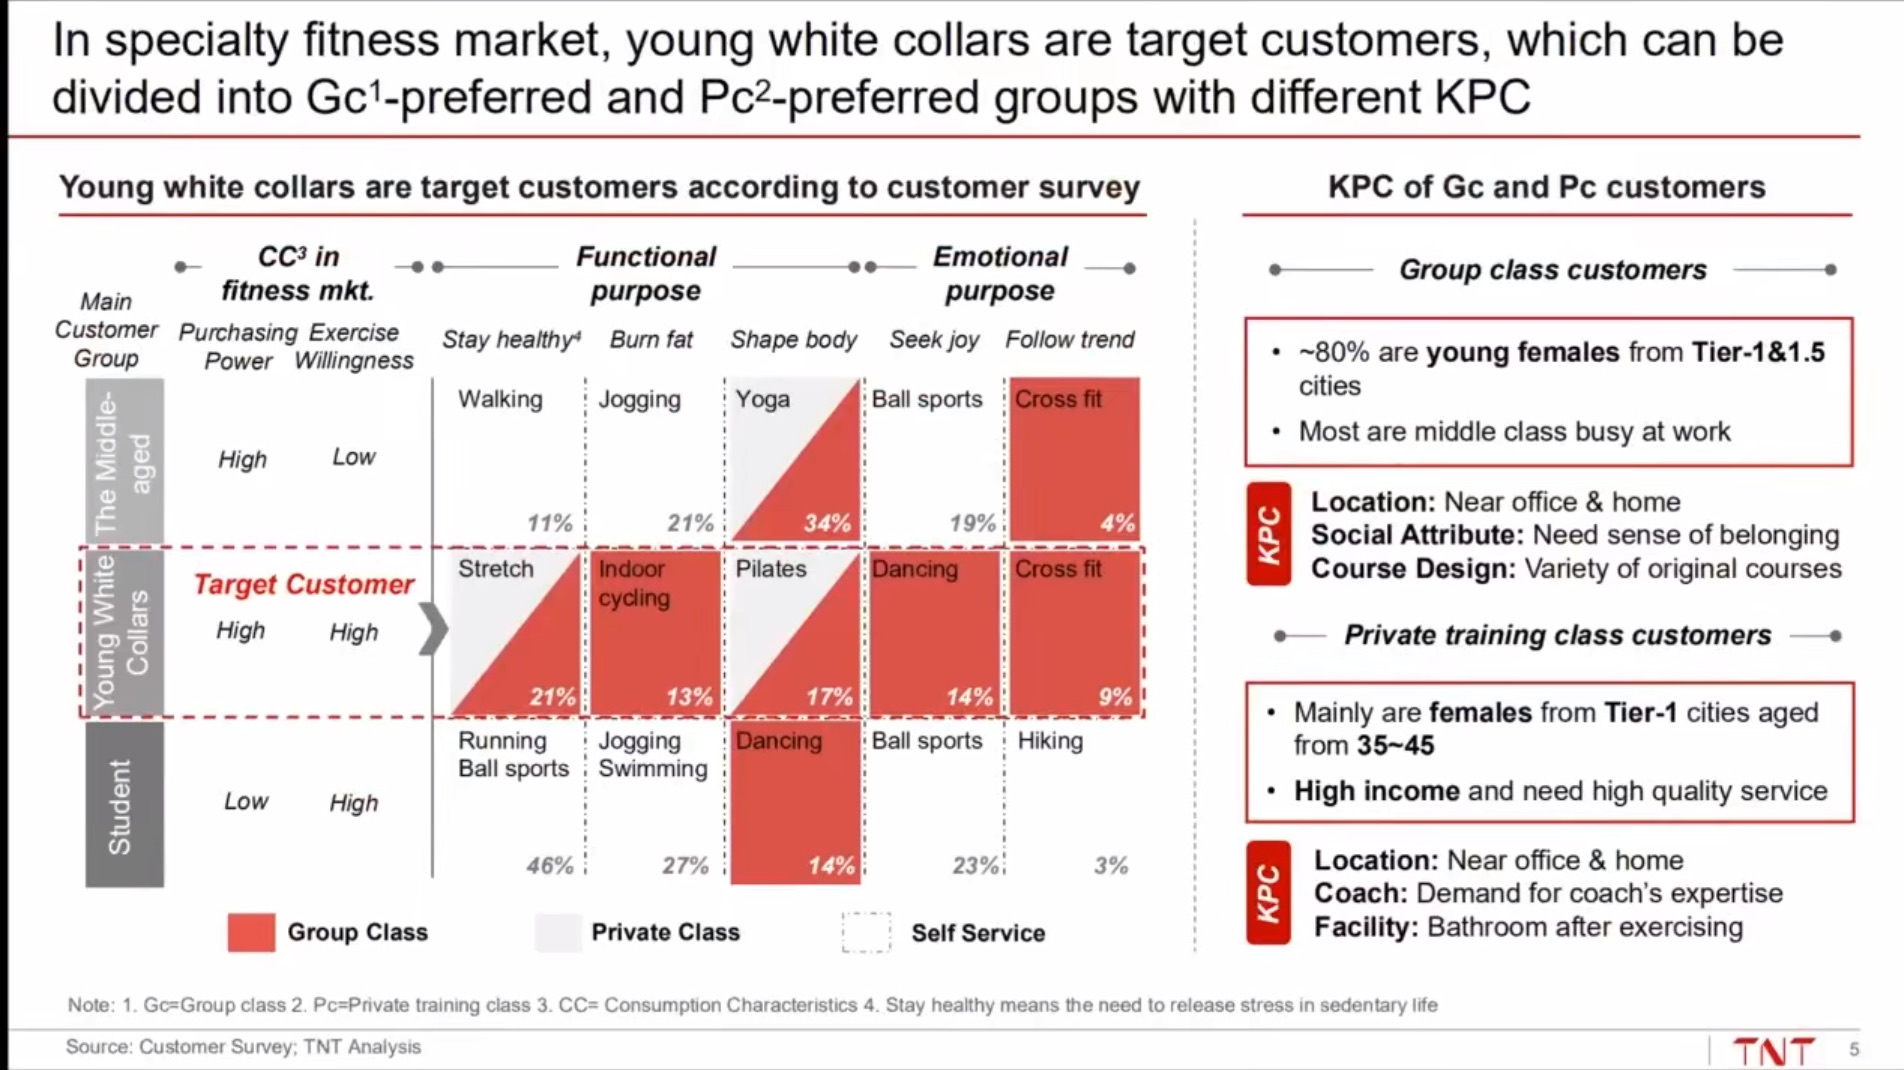 In specialty fitness market, young white collars are target customers, which can be
divided into Gc¹-preferred and Pc²-preferred groups with different KPC
Young white collars are target customers according to customer survey
CC³ in
fitness mkt.
Functional
purpose
Emotional
purpose
Main
Customer
Group
Purchasing
Power
Exercise
Willingness
Stay healthy⁴
Burn fat
Shape body
Seek joy
Follow trend
The Middle-
aged
High
Low
Walking
11%
Jogging
21%
Yoga
34%
Ball sports
19%
Cross fit
4%
Young White
Collars
Target Customer
High
High
Stretch
21%
Indoor
cycling
13%
Pilates
17%
Dancing
14%
Cross fit
9%
Student
Low
High
Running
Ball sports
46%
Jogging
Swimming
27%
Dancing
14%
Ball sports
23%
Hiking
3%
Group Class
Private Class
Self Service
KPC of Gc and Pc customers
Group class customers
• ~80% are young females from Tier-1&1.5
cities
• Most are middle class busy at work
KPC
Location: Near office & home
Social Attribute: Need sense of belonging
Course Design: Variety of original courses
Private training class customers
• Mainly are females from Tier-1 cities aged
from 35~45
• High income and need high quality service
KPC
Location: Near office & home
Coach: Demand for coach's expertise
Facility: Bathroom after exercising
Note: 1. Gc=Group class 2. Pc=Private training class 3. CC= Consumption Characteristics 4. Stay healthy means the need to release stress in sedentary life
Source: Customer Survey; TNT Analysis
TNT
5